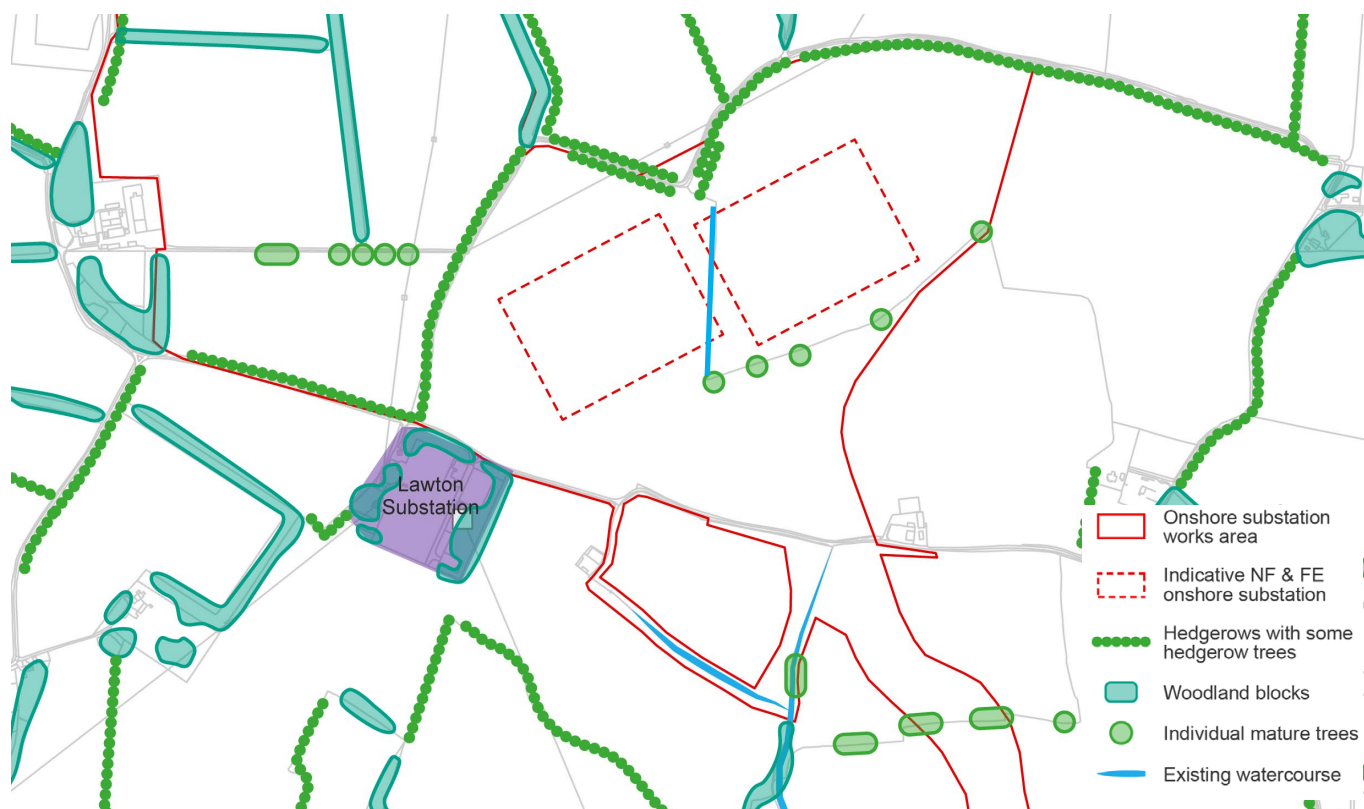 Lawton
Substation
Onshore substation
works area
Indicative NF & FE
onshore substation
Hedgerows with some
hedgerow trees
Woodland blocks
Individual mature trees
Existing watercourse